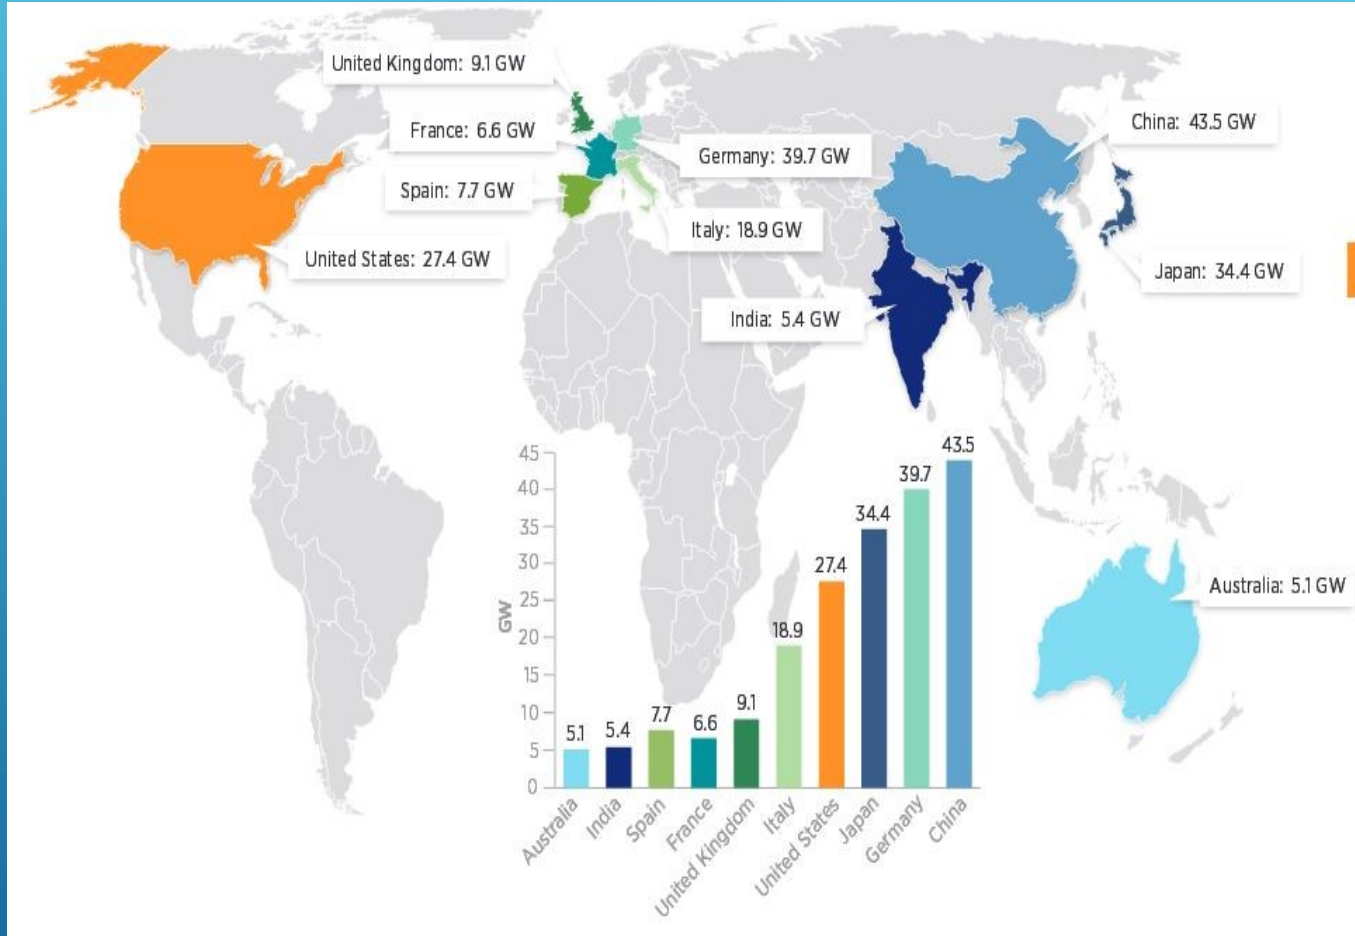 United Kingdom: 9.1 GW
France: 6.6 GW
Spain: 7.7 GW
United States: 27.4 GW
Germany: 39.7 GW
Italy: 18.9 GW
India: 5.4 GW
China: 43.5 GW
Japan: 34.4 GW
Australia: 5.1 GW
GW
45
40
35
30
25
20
15
10
5
0
5.1
5.4
7.7
6.6
9.1
18.9
27.4
34.4
39.7
43.5
Australia
India
Spain
France
United Kingdom
Italy
United States
Japan
Germany
China